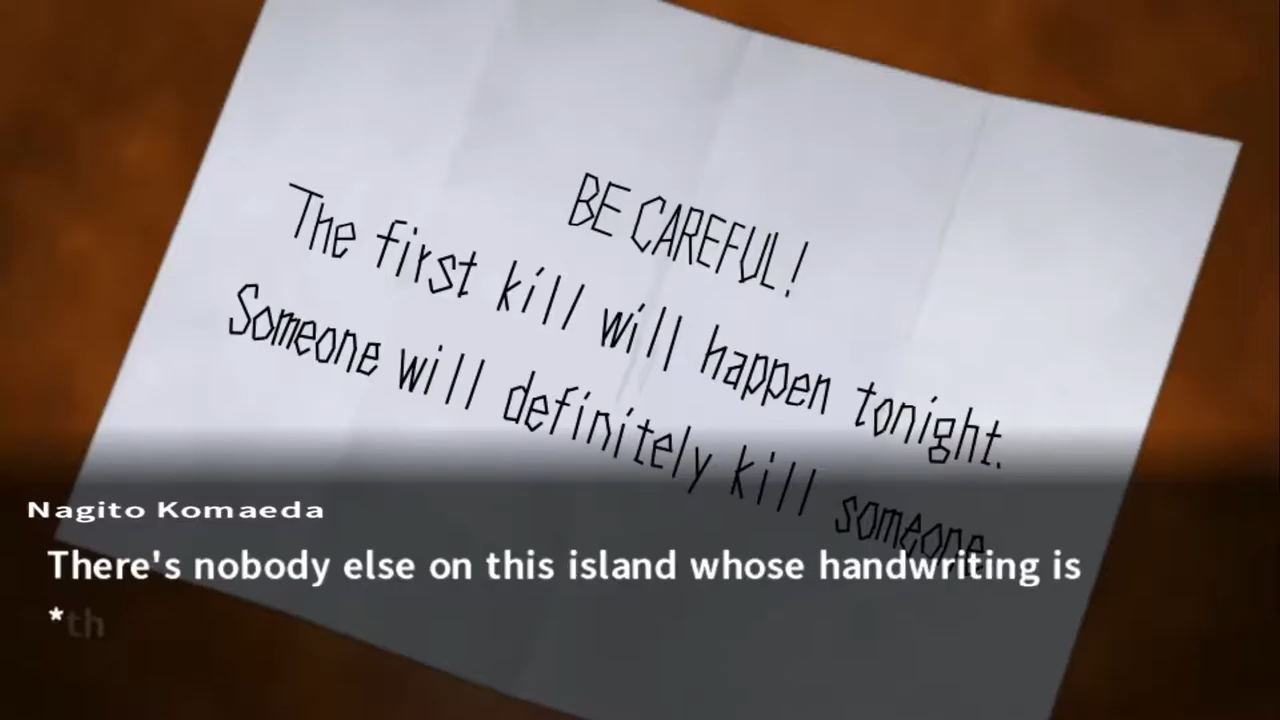 BE CAREFUL!
The first kill will happen tonight.
Someone will definitely kill someone.
Nagito Komaeda
There's nobody else on this island whose handwriting is
*th